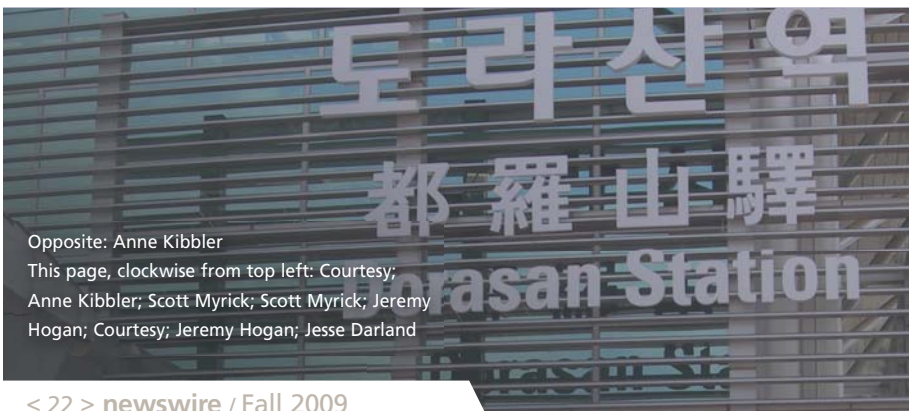 도라산역
都羅山驛
Dorasan Station
Opposite: Anne Kibbler
This page, clockwise from top left: Courtesy;
Anne Kibbler; Scott Myrick; Scott Myrick; Jeremy
Hogan; Courtesy; Jeremy Hogan; Jesse Darland
< 22 > newswire / Fall 2009